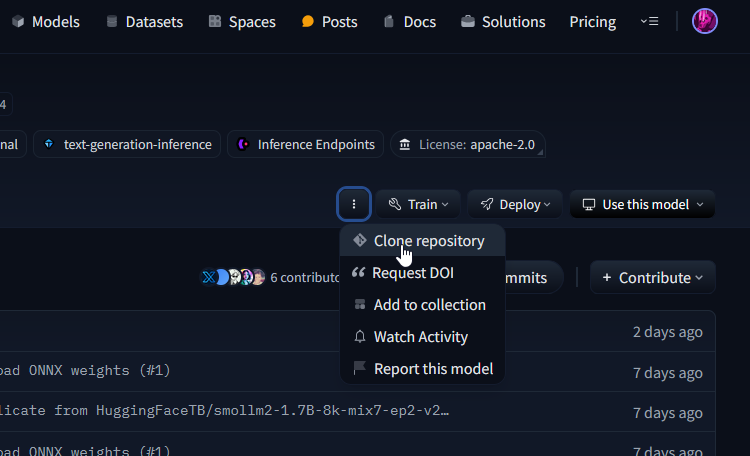 Models Datasets Spaces Posts Docs Solutions Pricing
4
nal text-generation-inference Inference Endpoints License: apache-2.0
Train Deploy Use this model
Clone repository
6 contributo mmits + Contribute
Request DOI
Add to collection
2 days ago
Watch Activity
Report this model
oad ONNX weights (#1) 7 days ago
licate from HuggingFaceTB/smollm2-1.7B-8k-mix7-ep2-v2… 7 days ago
oad ONNX weights (#1) 7 days ago